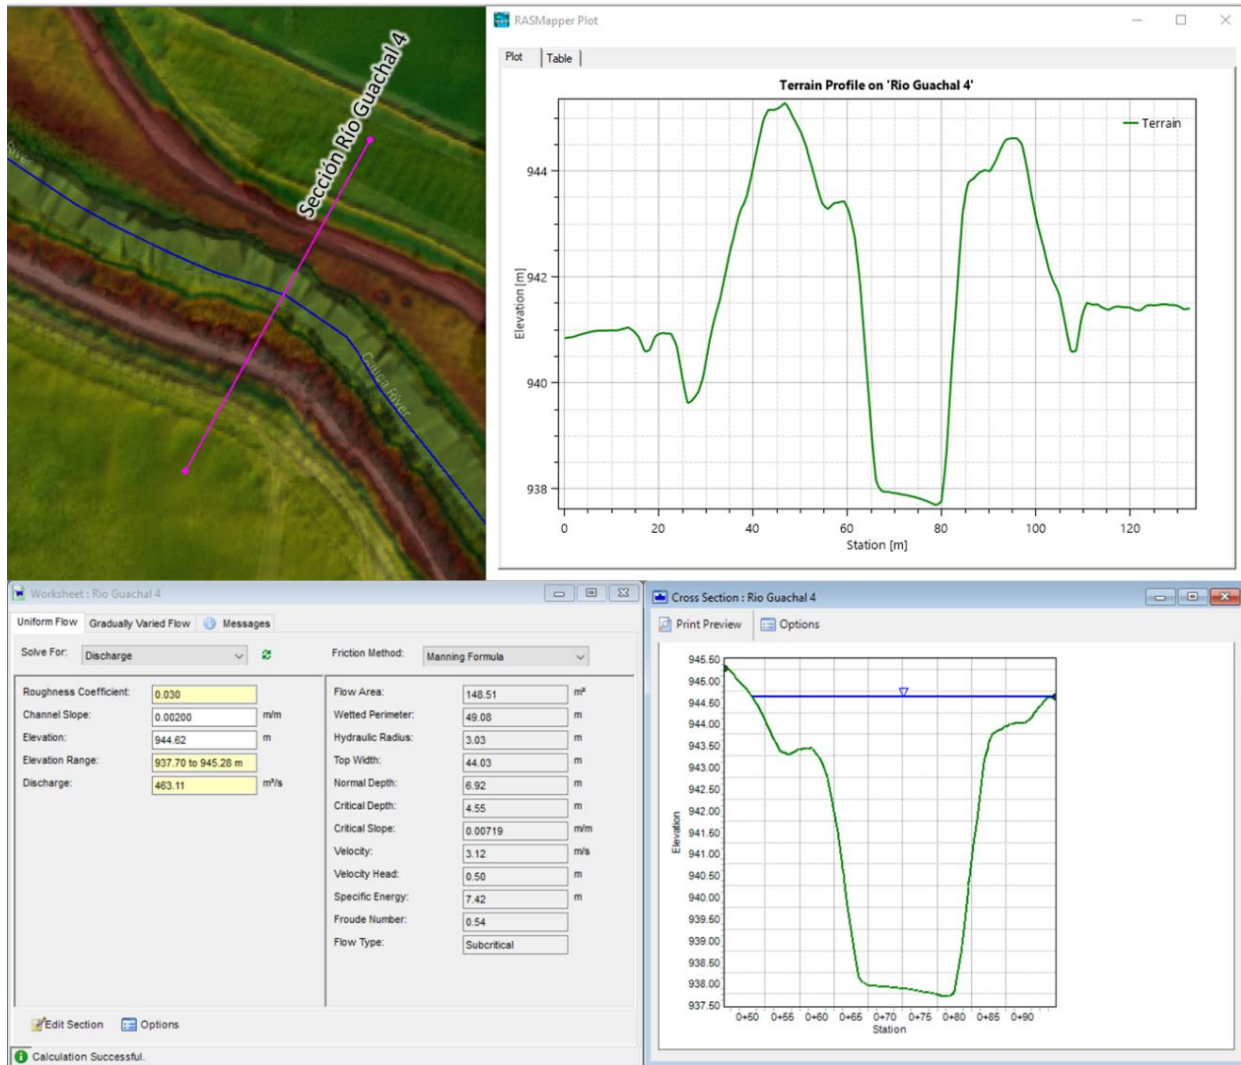 Sección Río Guachal 4
River
Calica River
RASMapper Plot
Plot
Table
Terrain Profile on 'Rio Guachal 4'
Terrain
944
942
940
938
Elevation [m]
0
20
40
60
80
100
120
Station [m]
Worksheet : Rio Guachal 4
Uniform Flow
Gradually Varied Flow
Messages
Solve For:
Discharge
Friction Method:
Manning Formula
Roughness Coefficient:
0.030
Channel Slope:
0.00200
m/m
Elevation:
944.62
m
Elevation Range:
937.70 to 945.28 m
Discharge:
463.11
m³/s
Flow Area:
148.51
m²
Wetted Perimeter:
49.08
m
Hydraulic Radius:
3.03
m
Top Width:
44.03
m
Normal Depth:
6.92
m
Critical Depth:
4.55
m
Critical Slope:
0.00719
m/m
Velocity:
3.12
m/s
Velocity Head:
0.50
m
Specific Energy:
7.42
m
Froude Number:
0.54
Flow Type:
Subcritical
Edit Section
Options
Calculation Successful.
Cross Section : Rio Guachal 4
Print Preview
Options
945.50
945.00
944.50
944.00
943.50
943.00
942.50
942.00
941.50
941.00
940.50
940.00
939.50
939.00
938.50
938.00
937.50
Elevation
0+50
0+55
0+60
0+65
0+70
0+75
0+80
0+85
0+90
Station